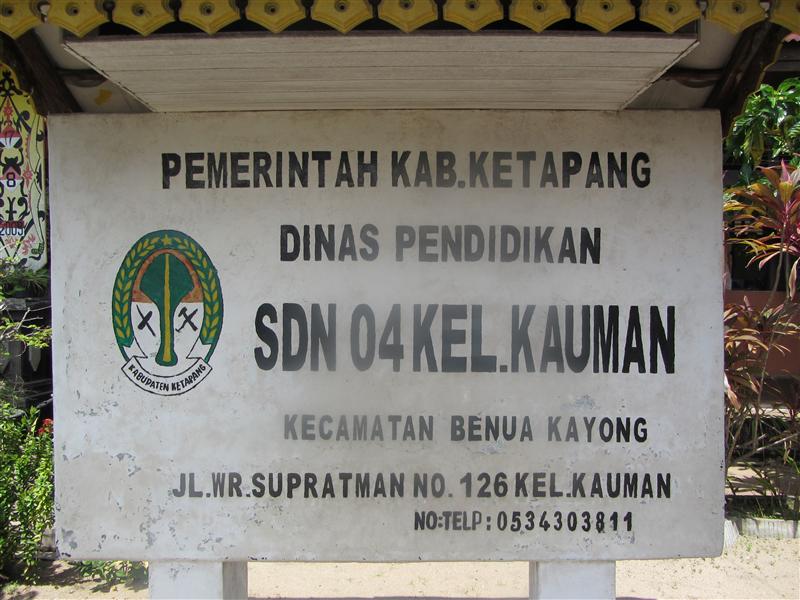 PEMERINTAH KAB.KETAPANG
DINAS PENDIDIKAN
SDN 04 KEL.KAUMAN
KECAMATAN BENUA KAYONG
JL.WR.SUPRATMAN NO. 126 KEL.KAUMAN
NO:TELP: 0534303811
KABUPATEN KETAPANG
2009